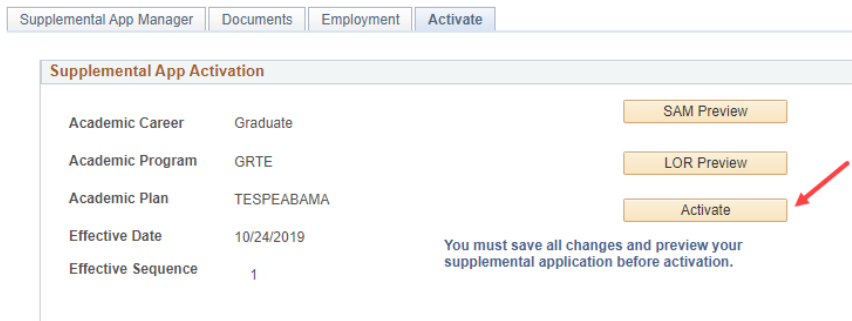 Supplemental App Manager Documents Employment Activate
Supplemental App Activation
Academic Career Graduate SAM Preview
Academic Program GRTE LOR Preview
Academic Plan TESPEABAMA Activate
Effective Date 10/24/2019
Effective Sequence 1
You must save all changes and preview your
supplemental application before activation.